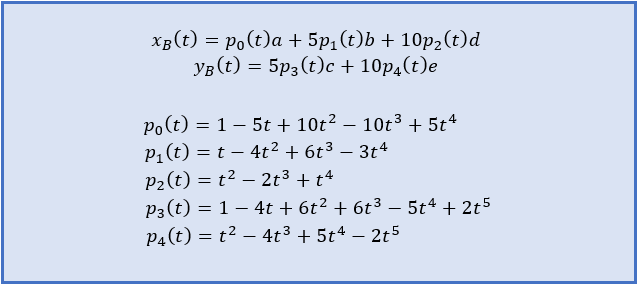 x_B(t) = p_0(t)a + 5p_1(t)b + 10p_2(t)d
y_B(t) = 5p_3(t)c + 10p_4(t)e
p_0(t) = 1 − 5t + 10t^2 − 10t^3 + 5t^4
p_1(t) = t − 4t^2 + 6t^3 − 3t^4
p_2(t) = t^2 − 2t^3 + t^4
p_3(t) = 1 − 4t + 6t^2 + 6t^3 − 5t^4 + 2t^5
p_4(t) = t^2 − 4t^3 + 5t^4 − 2t^5